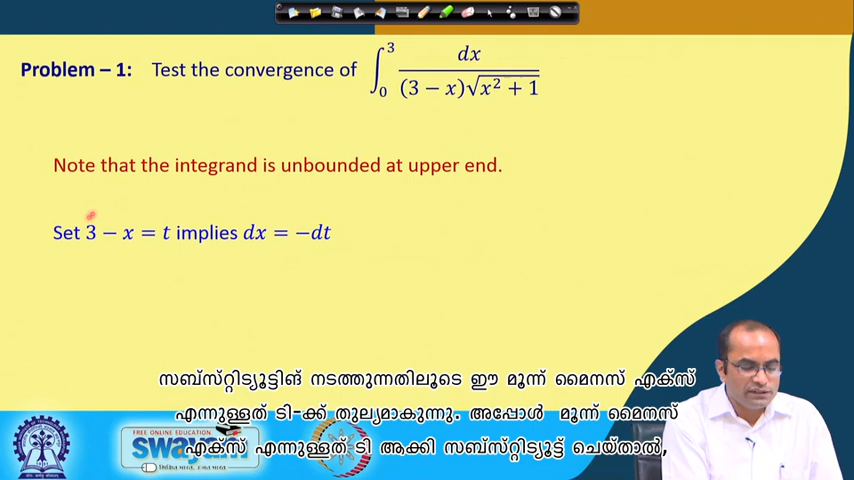 Problem – 1: Test the convergence of ∫₀³ dx / (3 − x)√(x² + 1)
Note that the integrand is unbounded at upper end.
Set 3 − x = t implies dx = −dt
സബ്സ്റ്റിട്യൂട്ടിങ് നടത്തുന്നതിലൂടെ ഈ മൂന്ന് മൈനസ് എക്സ്
എന്നുള്ളത് ടി-ക്ക് തുല്യമാകുന്നു. അപ്പോൾ മൂന്ന് മൈനസ്
എക്സ് എന്നുള്ളത് ടി ആക്കി സബ്സ്റ്റിട്യൂട്ട് ചെയ്താൽ,
FREE ONLINE EDUCATION
swayam